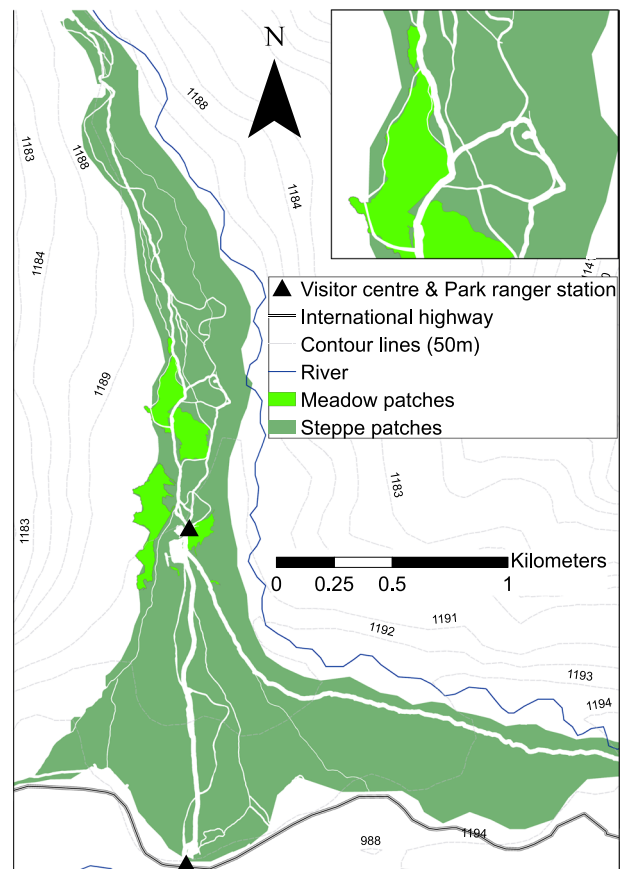 N
1188
1183
1188
1184
1184
Visitor centre & Park ranger station
International highway
Contour lines (50m)
River
Meadow patches
Steppe patches
1189
1183
1183
Kilometers
0 0.25 0.5 1
1191
1192
1193
1194
988
1194